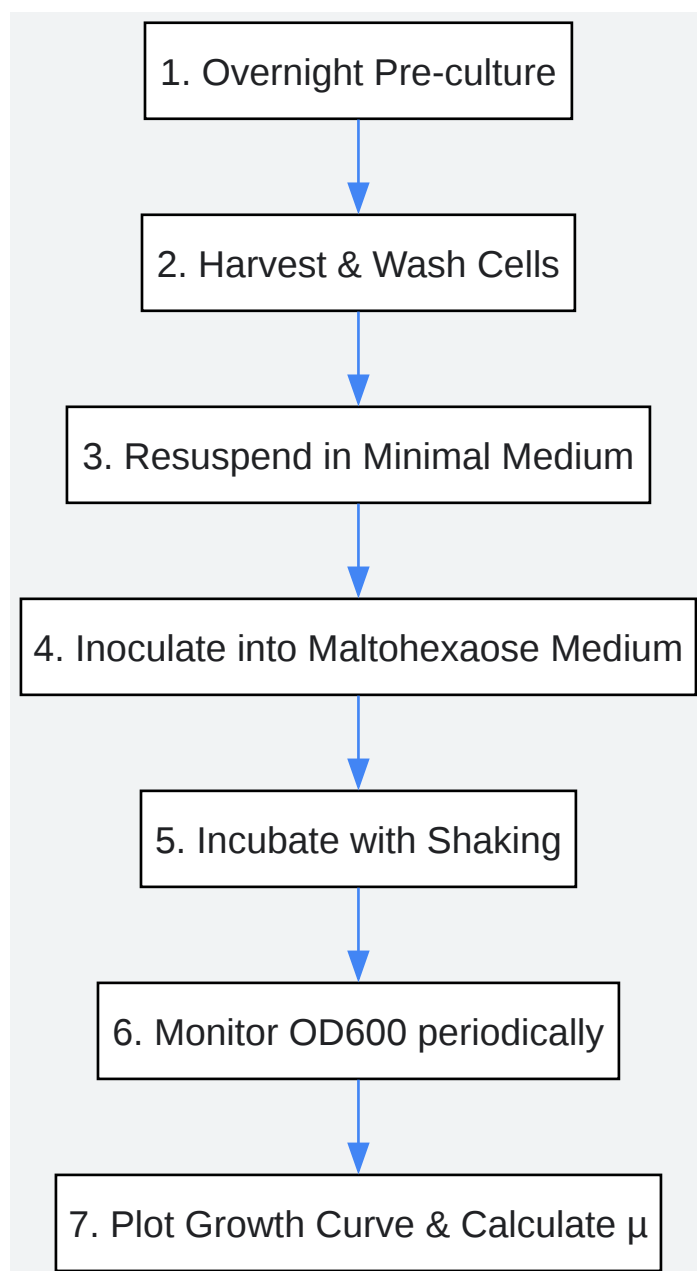 1. Overnight Pre-culture
2. Harvest & Wash Cells
3. Resuspend in Minimal Medium
4. Inoculate into Maltohexaose Medium
5. Incubate with Shaking
6. Monitor OD600 periodically
7. Plot Growth Curve & Calculate µ